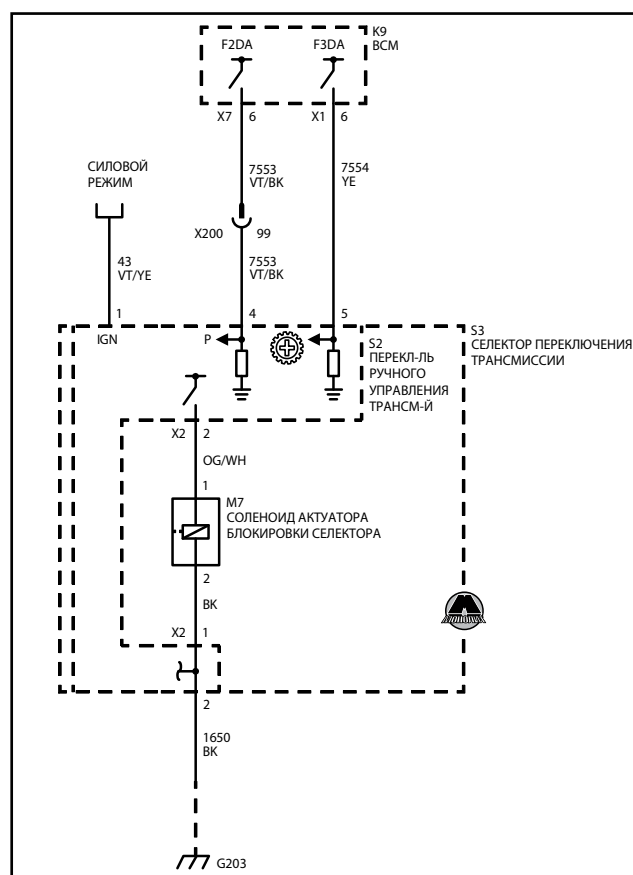 K9
BCM
F2DA F3DA
X7 6 X1 6
СИЛОВОЙ
РЕЖИМ
7553
VT/BK
7554
YE
X200 99
43
VT/YE
7553
VT/BK
1 4 5
IGN P
S2
ПЕРЕКЛ-ЛЬ
РУЧНОГО
УПРАВЛЕНИЯ
ТРАНСМ-Й
S3
СЕЛЕКТОР ПЕРЕКЛЮЧЕНИЯ
ТРАНСМИССИИ
X2 2
OG/WH
1
M7
СОЛЕНОИД АКТУАТОРА
БЛОКИРОВКИ СЕЛЕКТОРА
2
BK
X2 1
2
1650
BK
G203